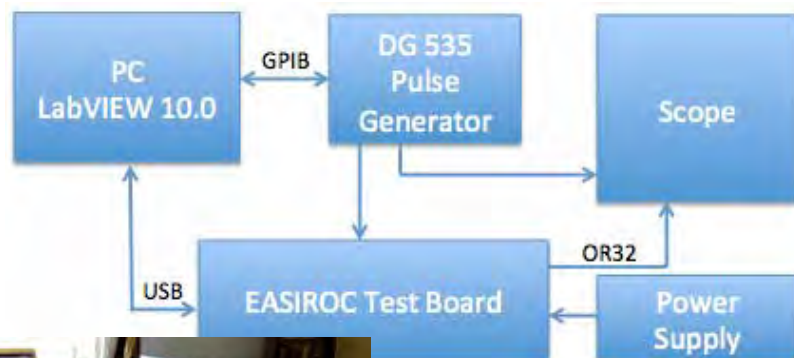 PC
LabVIEW 10.0
GPIB
DG 535
Pulse
Generator
Scope
USB
EASIROC Test Board
OR32
Power
Supply